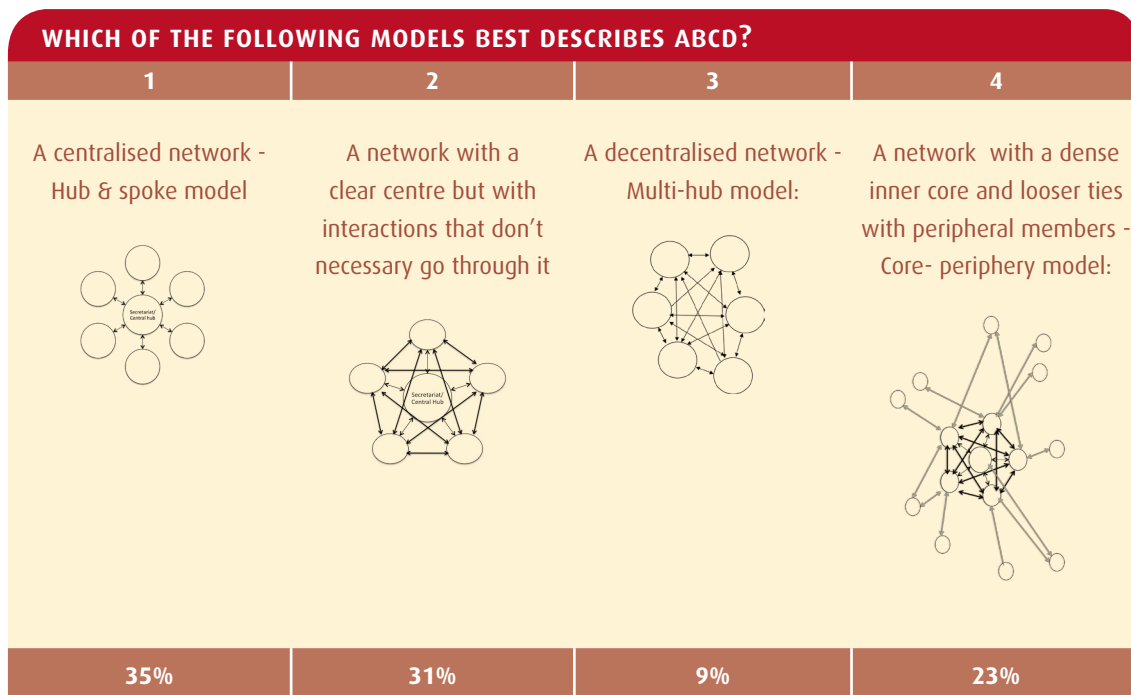 WHICH OF THE FOLLOWING MODELS BEST DESCRIBES ABCD?
1
2
3
4
A centralised network -
Hub & spoke model
A network with a
clear centre but with
interactions that don't
necessary go through it
A decentralised network -
Multi-hub model:
A network with a dense
inner core and looser ties
with peripheral members -
Core- periphery model:
Secretariat/
Central hub
Secretariat/
Central Hub
35%
31%
9%
23%